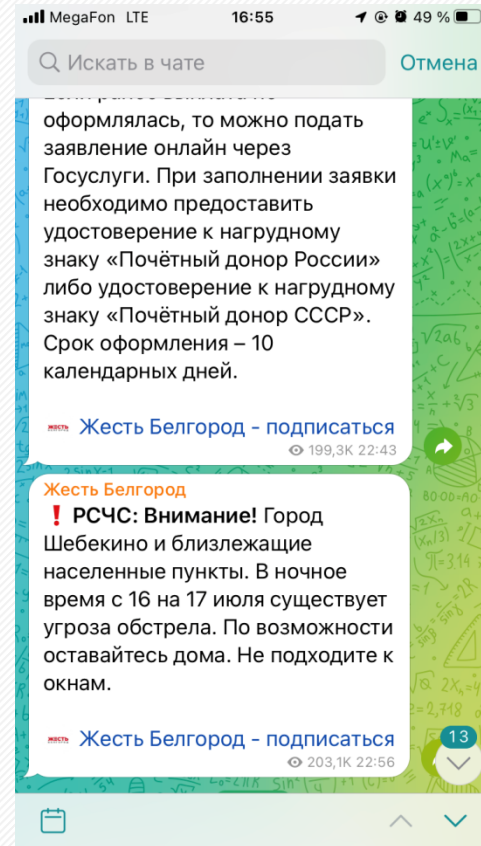 MegaFon LTE 16:55 49 %
Искать в чате Отмена
оформлялась, то можно подать
заявление онлайн через
Госуслуги. При заполнении заявки
необходимо предоставить
удостоверение к нагрудному
знаку «Почётный донор России»
либо удостоверение к нагрудному
знаку «Почётный донор СССР».
Срок оформления – 10
календарных дней.
Жесть Белгород - подписаться
199,3K 22:43
Жесть Белгород
❗ РСЧС: Внимание! Город
Шебекино и близлежащие
населенные пункты. В ночное
время с 16 на 17 июля существует
угроза обстрела. По возможности
оставайтесь дома. Не подходите к
окнам.
Жесть Белгород - подписаться
203,1K 22:56
13